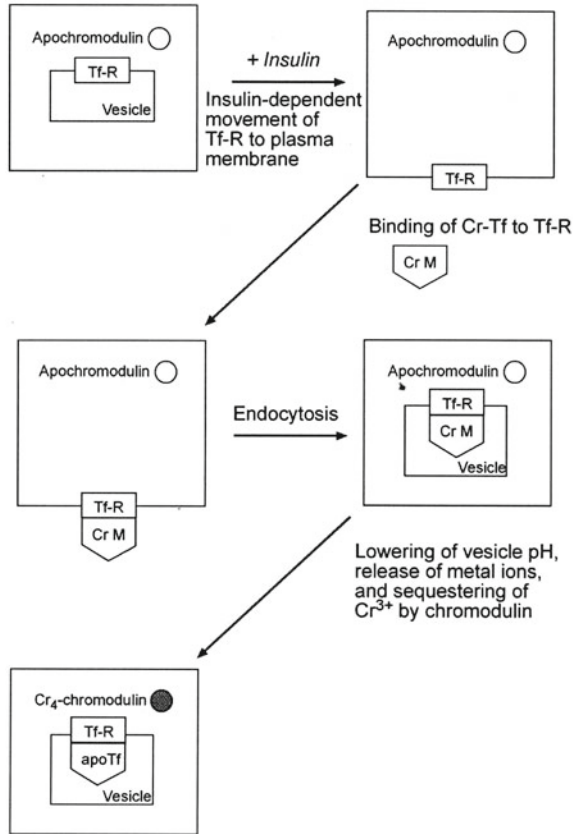 Apochromodulin
Tf-R
Vesicle
+ Insulin
Insulin-dependent
movement of
Tf-R to plasma
membrane
Apochromodulin
Tf-R
Binding of Cr-Tf to Tf-R
Cr M
Apochromodulin
Tf-R
Cr M
Endocytosis
Apochromodulin
Tf-R
Cr M
Vesicle
Lowering of vesicle pH,
release of metal ions,
and sequestering of
Cr³⁺ by chromodulin
Cr₄-chromodulin
Tf-R
apoTf
Vesicle